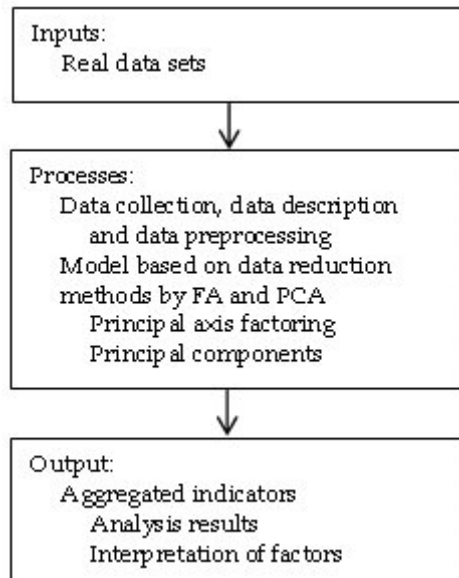 Inputs:
Real data sets
Processes:
Data collection, data description
and data preprocessing
Model based on data reduction
methods by FA and PCA
Principal axis factoring
Principal components
Output:
Aggregated indicators
Analysis results
Interpretation of factors